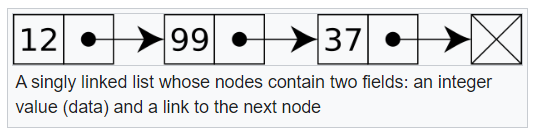 12 99 37
A singly linked list whose nodes contain two fields: an integer
value (data) and a link to the next node